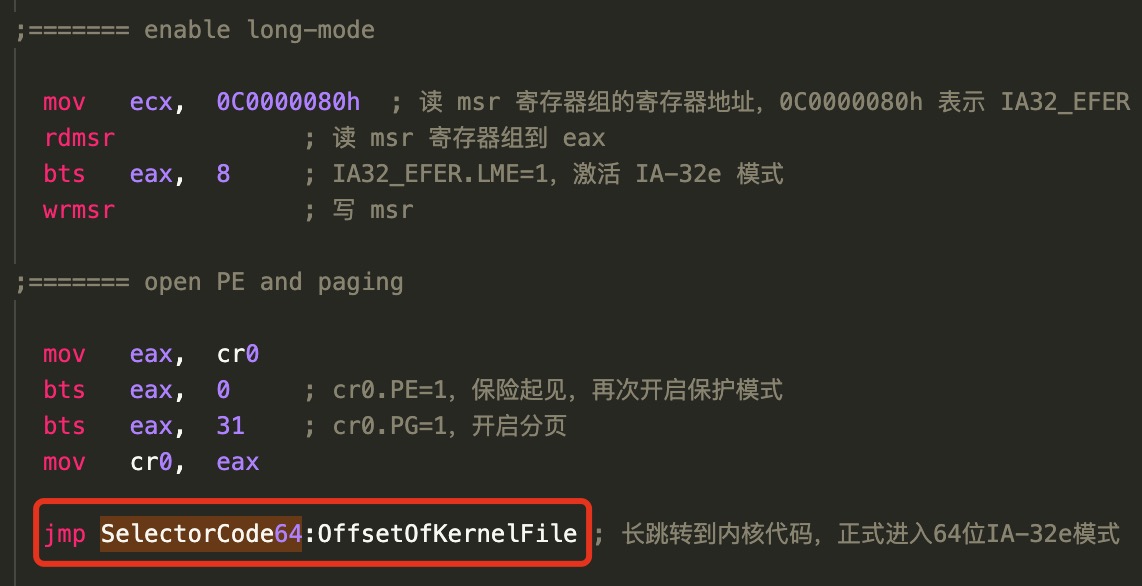 ;======= enable long-mode
mov ecx, 0C0000080h ; 读 msr 寄存器组的寄存器地址，0C0000080h 表示 IA32_EFER
rdmsr ; 读 msr 寄存器组到 eax
bts eax, 8 ; IA32_EFER.LME=1，激活 IA-32e 模式
wrmsr ; 写 msr
;======= open PE and paging
mov eax, cr0
bts eax, 0 ; cr0.PE=1，保险起见，再次开启保护模式
bts eax, 31 ; cr0.PG=1，开启分页
mov cr0, eax
jmp SelectorCode64:OffsetOfKernelFile ; 长跳转到内核代码，正式进入64位IA-32e模式